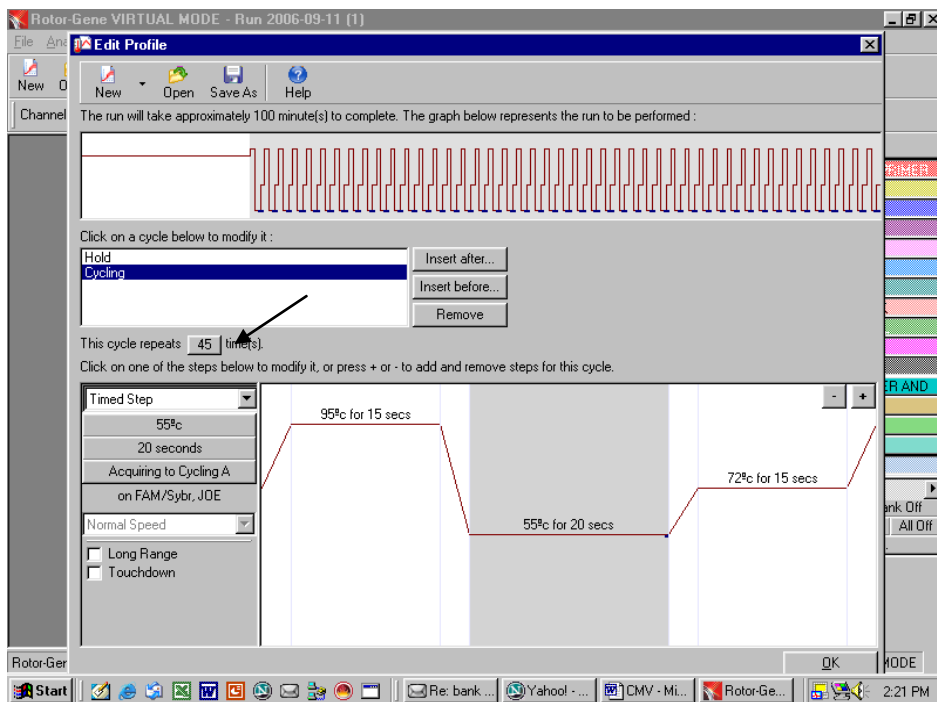 Rotor-Gene VIRTUAL MODE - Run 2006-09-11 (1)
File Ana
Edit Profile
New
New Open Save As Help
Channel
The run will take approximately 100 minute(s) to complete. The graph below represents the run to be performed :
Click on a cycle below to modify it :
Hold
Cycling
Insert after...
Insert before...
Remove
This cycle repeats 45 time(s).
Click on one of the steps below to modify it, or press + or - to add and remove steps for this cycle.
Timed Step
- +
ER AND
55ºc
20 seconds
Acquiring to Cycling A
on FAM/Sybr, JOE
Normal Speed
Long Range
Touchdown
95ºc for 15 secs
55ºc for 20 secs
72ºc for 15 secs
ank Off
All Off
OK
Rotor-Ger
MODE
Start
Re: bank ...
Yahoo! - ...
CMV - Mi...
Rotor-Ge...
2:21 PM